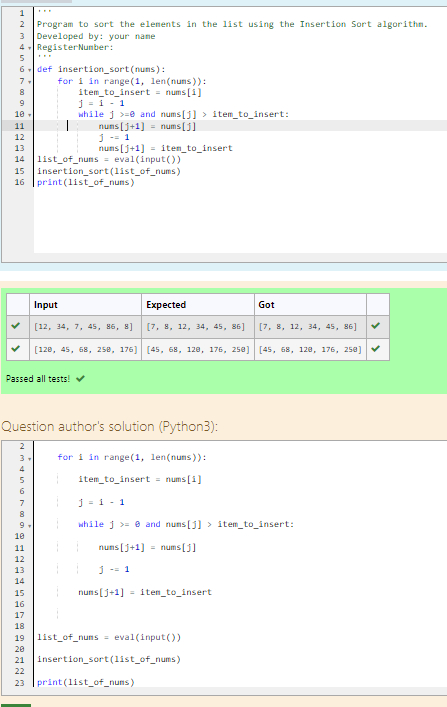 1 '''
2 Program to sort the elements in the list using the Insertion Sort algorithm.
3 Developed by: your name
4 RegisterNumber:
5 '''
6 def insertion_sort(nums):
7 for i in range(1, len(nums)):
8 item_to_insert = nums[i]
9 j = i - 1
10 while j >=0 and nums[j] > item_to_insert:
11 nums[j+1] = nums[j]
12 j -= 1
13 nums[j+1] = item_to_insert
14 list_of_nums = eval(input())
15 insertion_sort(list_of_nums)
16 print(list_of_nums)
Input Expected Got
[12, 34, 7, 45, 86, 8] [7, 8, 12, 34, 45, 86] [7, 8, 12, 34, 45, 86]
[120, 45, 68, 250, 176] [45, 68, 120, 176, 250] [45, 68, 120, 176, 250]
Passed all tests!
Question author's solution (Python3):
2
3 for i in range(1, len(nums)):
4
5 item_to_insert = nums[i]
6
7 j = i - 1
8
9 while j >= 0 and nums[j] > item_to_insert:
10
11 nums[j+1] = nums[j]
12
13 j -= 1
14
15 nums[j+1] = item_to_insert
16
17
18
19 list_of_nums = eval(input())
20
21 insertion_sort(list_of_nums)
22
23 print(list_of_nums)